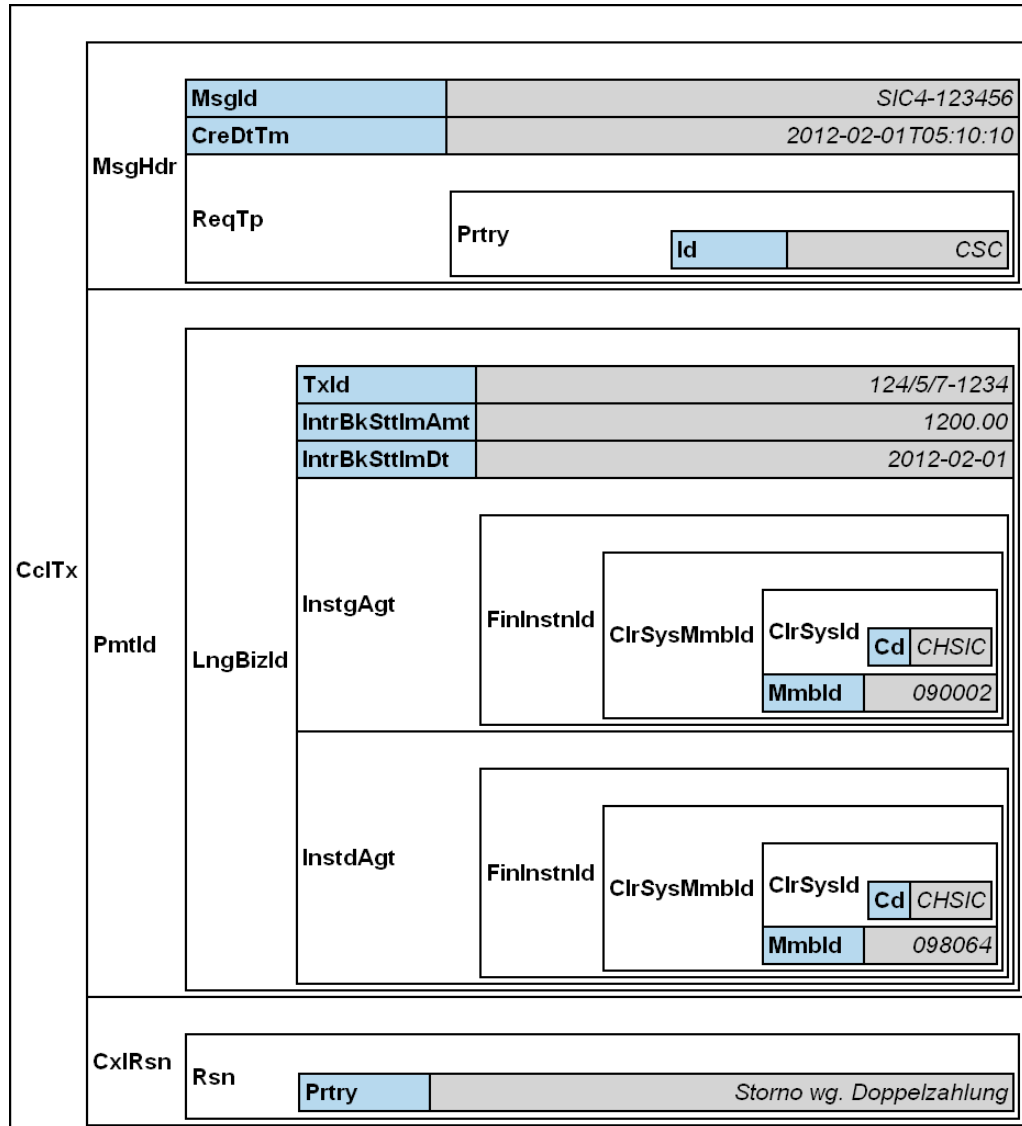 MsgId SIC4-123456
CreDtTm 2012-02-01T05:10:10
MsgHdr
ReqTp
Prtry
Id CSC
TxId 124/5/7-1234
IntrBkSttlmAmt 1200.00
IntrBkSttlmDt 2012-02-01
CclTx
PmtId
LngBizId
InstgAgt
FinInstnId
ClrSysMmbId
ClrSysId
Cd CHSIC
MmbId 090002
InstdAgt
FinInstnId
ClrSysMmbId
ClrSysId
Cd CHSIC
MmbId 098064
CxlRsn
Rsn
Prtry Storno wg. Doppelzahlung